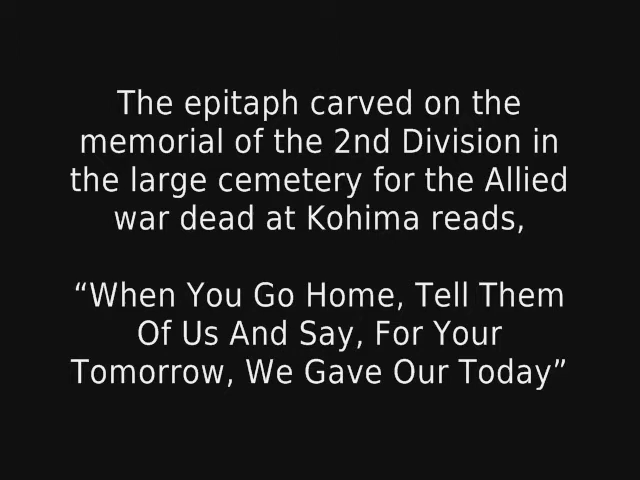 The epitaph carved on the
memorial of the 2nd Division in
the large cemetery for the Allied
war dead at Kohima reads,
“When You Go Home, Tell Them
Of Us And Say, For Your
Tomorrow, We Gave Our Today”